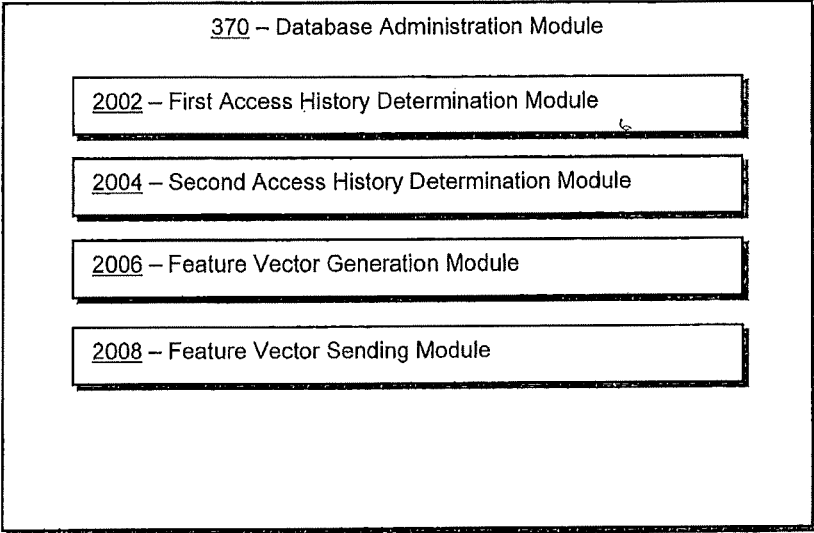 370 – Database Administration Module
2002 – First Access History Determination Module
2004 – Second Access History Determination Module
2006 – Feature Vector Generation Module
2008 – Feature Vector Sending Module